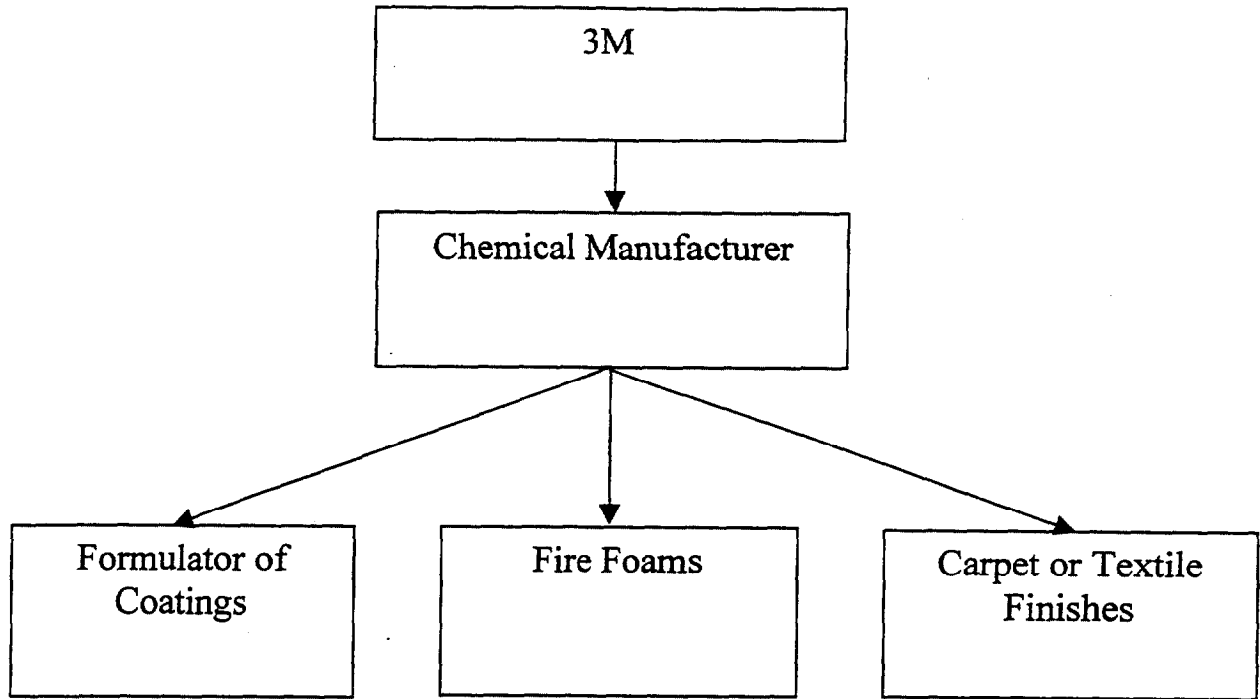 3M
Chemical Manufacturer
Formulator of
Coatings
Fire Foams
Carpet or Textile
Finishes